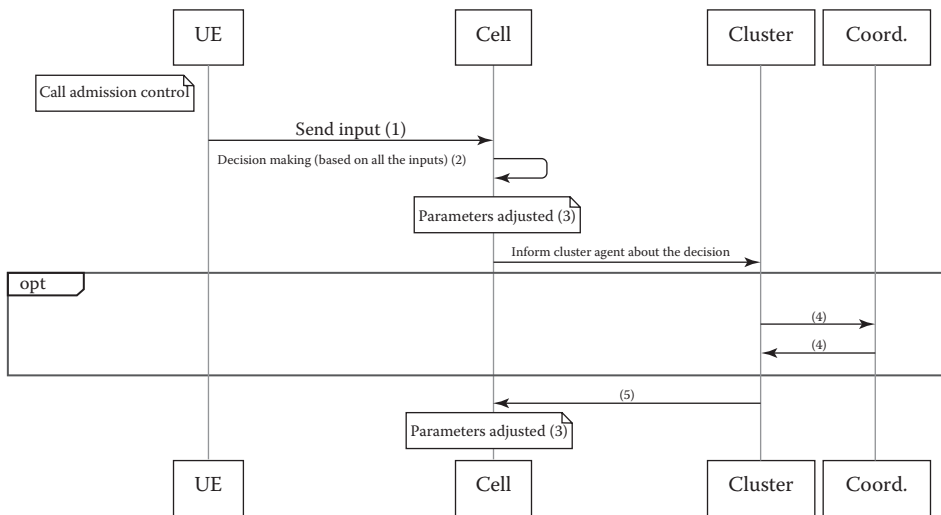 UE
Cell
Cluster
Coord.
Call admission control
Send input (1)
Decision making (based on all the inputs) (2)
Parameters adjusted (3)
Inform cluster agent about the decision
opt
(4)
(4)
(5)
Parameters adjusted (3)
UE
Cell
Cluster
Coord.